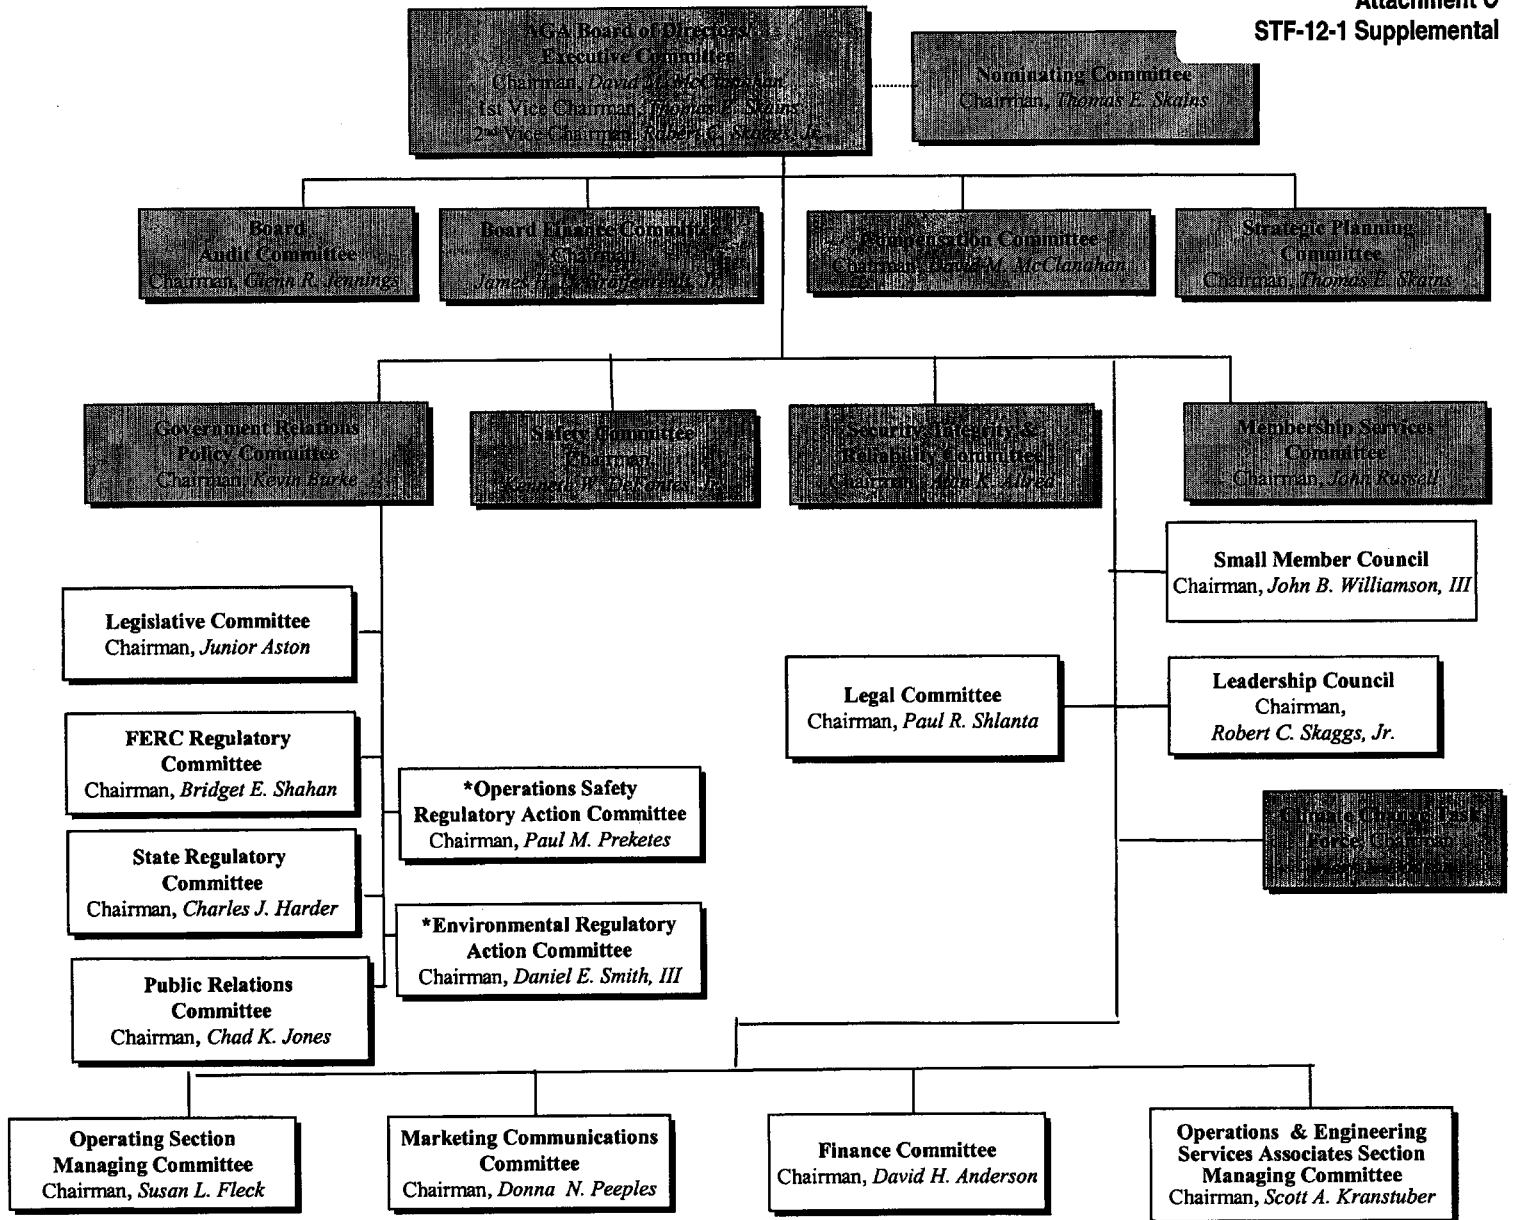 Attachment C
STF-12-1 Supplemental
AGA Board of Directors
Executive Committee
Chairman, David M. McClanahan
1st Vice Chairman, Thomas E. Skains
2nd Vice Chairman, Robert C. Skaggs, Jr.
Nominating Committee
Chairman, Thomas E. Skains
Board
Audit Committee
Chairman, Glenn R. Jennings
Board Finance Committee
Chairman,
James
Compensation Committee
Chairman, David M. McClanahan
Strategic Planning
Committee
Chairman, Thomas E. Skains
Government Relations
Policy Committee
Chairman, Kevin Burke
Safety Committee
Chairman
Kenneth W.
Security, Integrity &
Reliability Committee
Chairman, K. Allred
Membership Services
Committee
Chairman, John Russell
Small Member Council
Chairman, John B. Williamson, III
Legislative Committee
Chairman, Junior Aston
Legal Committee
Chairman, Paul R. Shlanta
Leadership Council
Chairman,
Robert C. Skaggs, Jr.
FERC Regulatory
Committee
Chairman, Bridget E. Shahan
*Operations Safety
Regulatory Action Committee
Chairman, Paul M. Preketes
Climate Change Task
Force, Chairman
State Regulatory
Committee
Chairman, Charles J. Harder
*Environmental Regulatory
Action Committee
Chairman, Daniel E. Smith, III
Public Relations
Committee
Chairman, Chad K. Jones
Operating Section
Managing Committee
Chairman, Susan L. Fleck
Marketing Communications
Committee
Chairman, Donna N. Peeples
Finance Committee
Chairman, David H. Anderson
Operations & Engineering
Services Associates Section
Managing Committee
Chairman, Scott A. Kranstuber